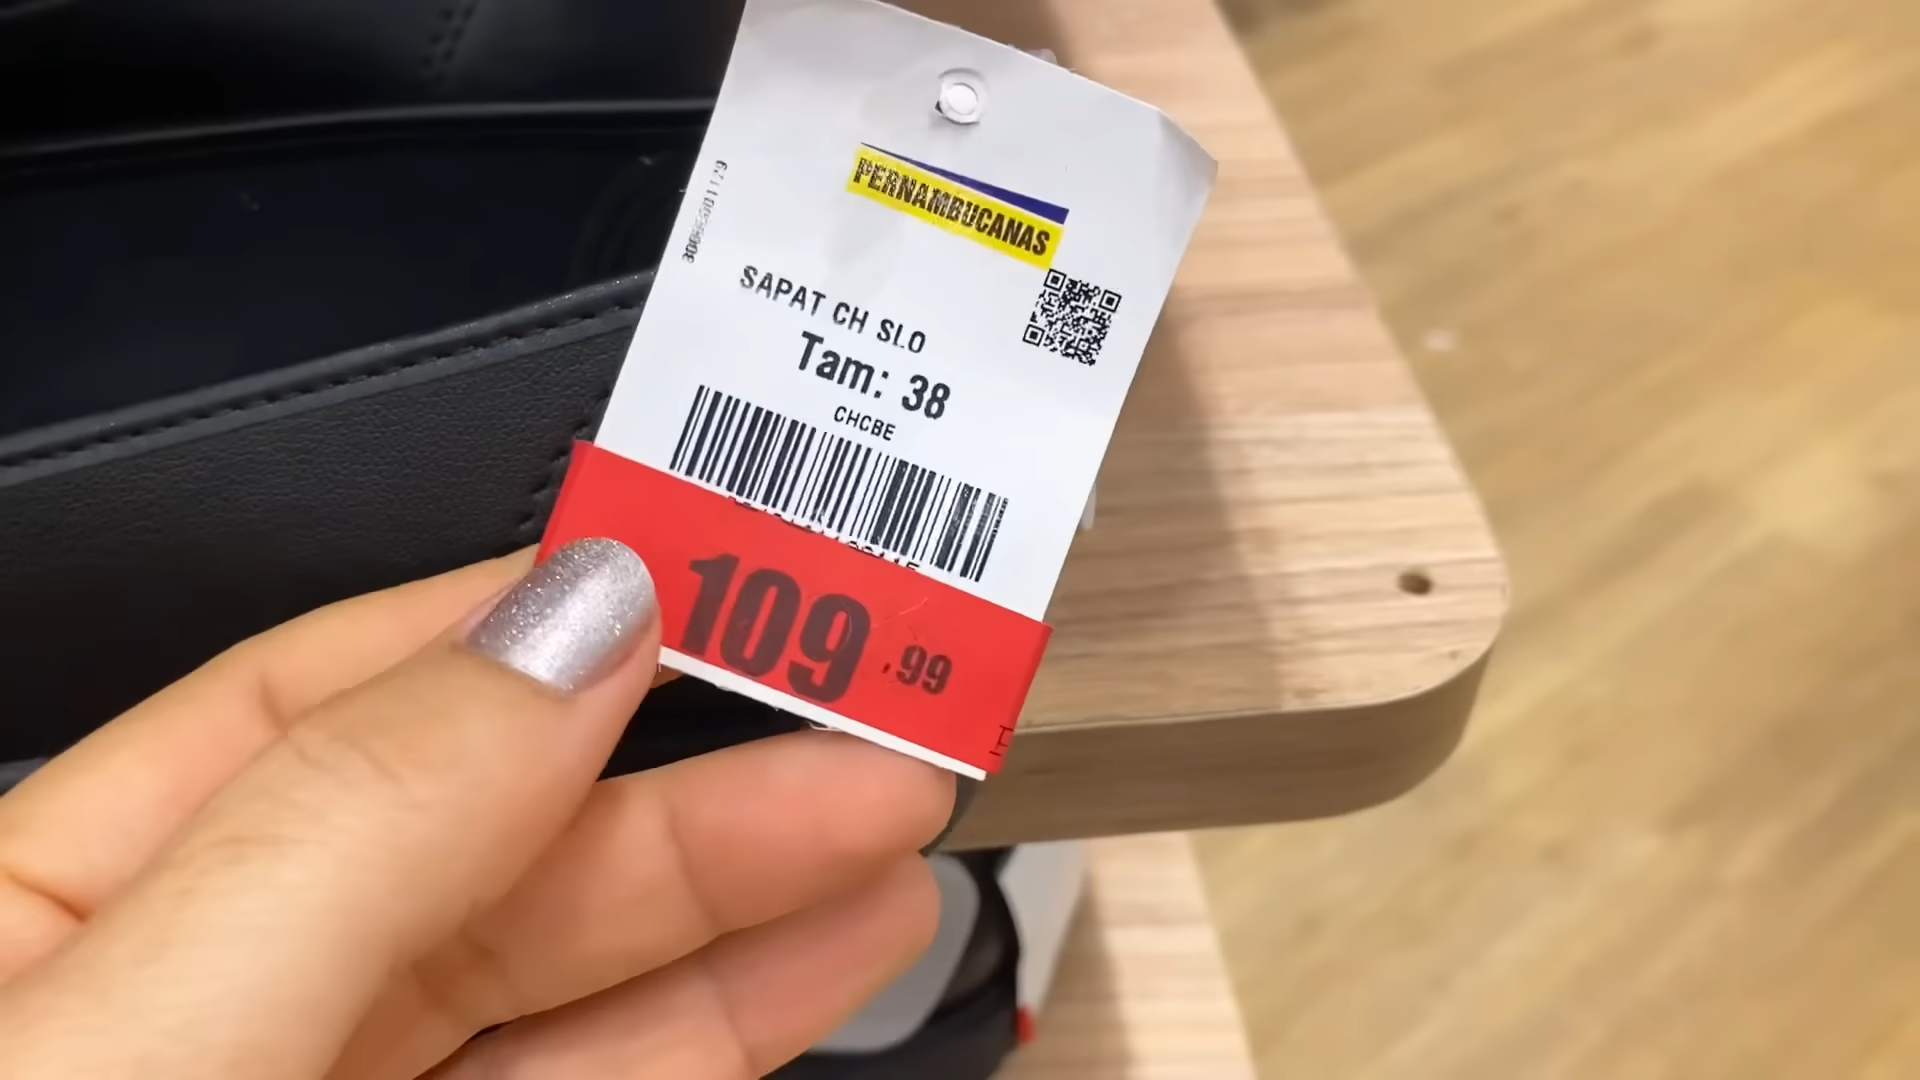 PERNAMBUCANAS
SAPAT CH SLO
Tam: 38
CHCBE
109,99